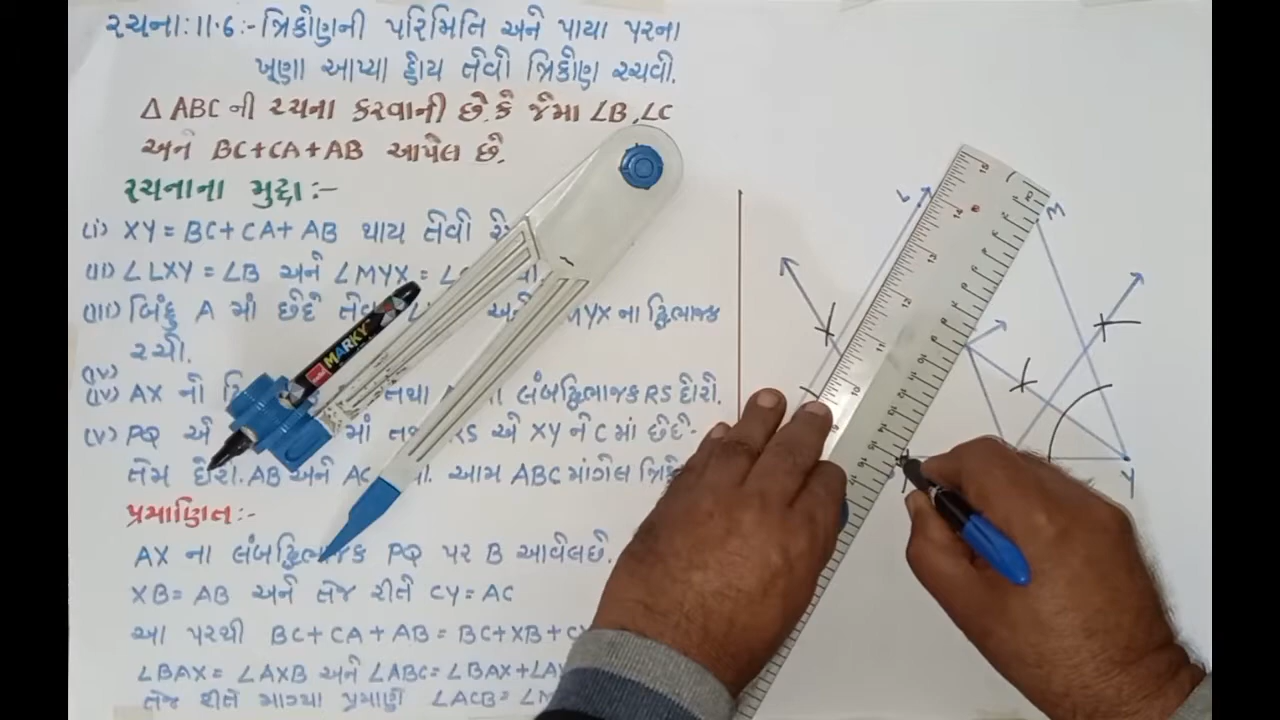 રચના:11.6:- ત્રિકોણની પરિમિતિ અને પાયા પરના
ખૂણા આપ્યા હોય તેવો ત્રિકોણ રચવો.
△ ABC ની રચના કરવાની છે. કે જેમાં ∠B, ∠C
અને BC+CA+AB આપેલ છે.
રચનાના મુદ્દા :-
(i) XY = BC+CA+AB થાય તેવો
(ii) ∠LXY = ∠B અને ∠MYX =
(iii) બિંદુ A માં છેદે MYX ના દ્વિભાજક
રચો.
(iv)
(iv) AX નો લંબદ્વિભાજક RS દોરો.
(v) PQ એ માં RS એ XY ને C માં છેદે-
તેમ દોરો. AB અને AC આમ ABC માંગેલ
પ્રમાણિત:-
AX ના લંબદ્વિભાજક PQ પર B આવેલ છે.
XB = AB અને તેજ રીતે CY = AC
આ પરથી BC+CA+AB = BC+XB+
∠BAX = ∠AXB અને ∠ABC = ∠BAX+
તેજ રીતે માગ્યા પ્રમાણે ∠ACB =
L
M
Y
MARKY